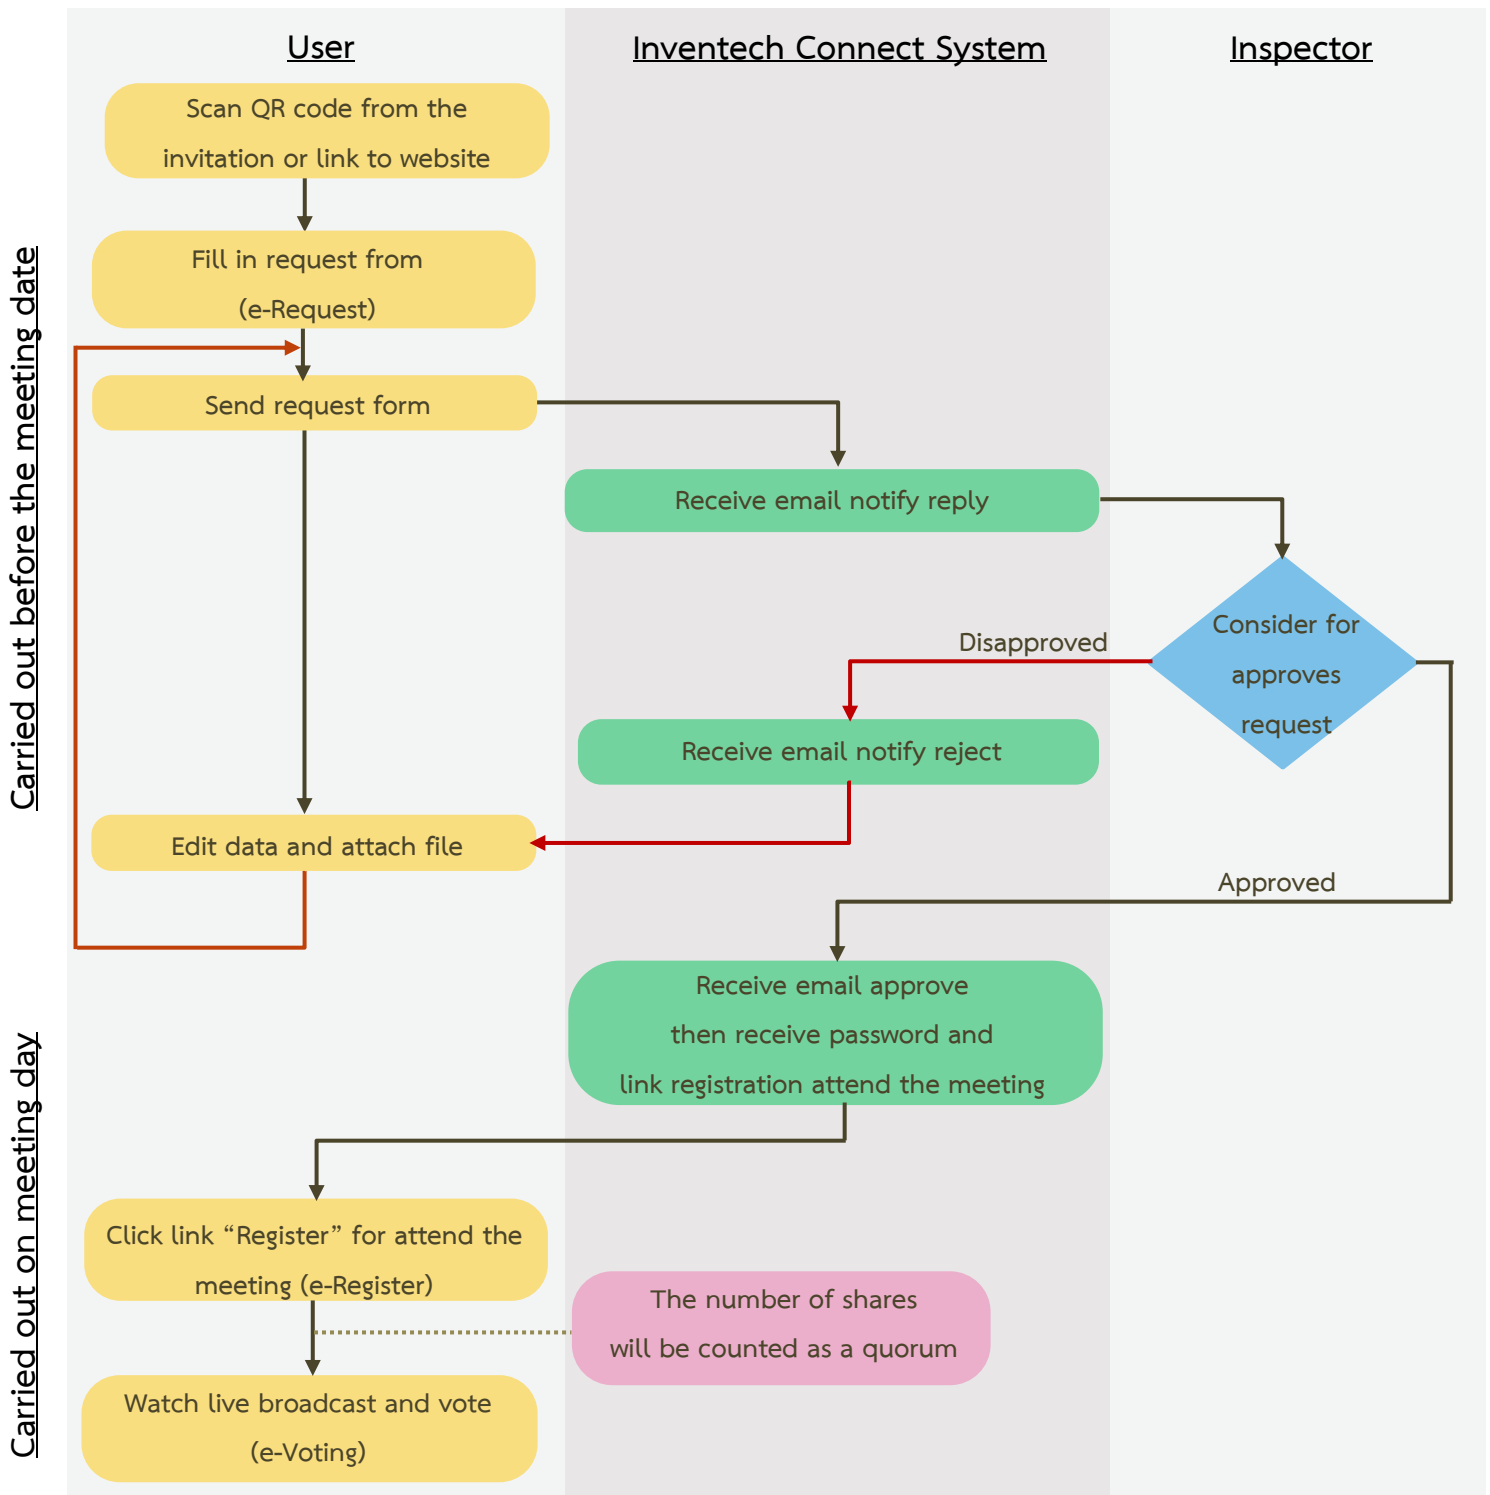 User
Inventech Connect System
Inspector
Carried out before the meeting date
Scan QR code from the
invitation or link to website
Fill in request from
(e-Request)
Send request form
Receive email notify reply
Consider for
approves
request
Disapproved
Receive email notify reject
Edit data and attach file
Approved
Receive email approve
then receive password and
link registration attend the meeting
Carried out on meeting day
Click link “Register” for attend the
meeting (e-Register)
The number of shares
will be counted as a quorum
Watch live broadcast and vote
(e-Voting)